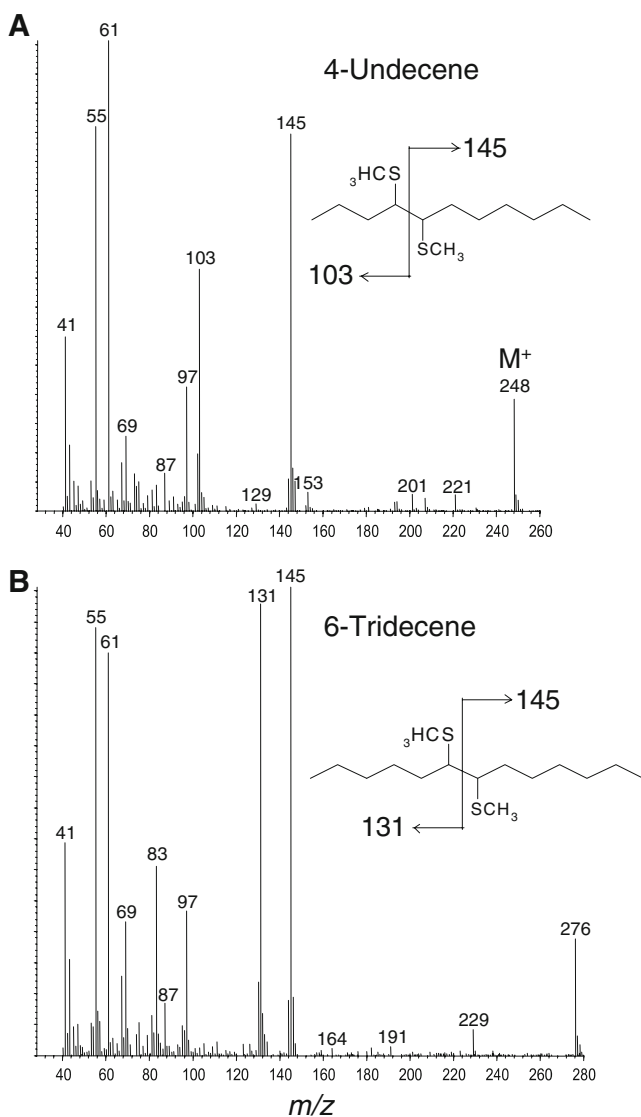 A
4-Undecene
61
55
145
145
₃HCS
SCH₃
103
103
M⁺
248
41
97
69
87
129
153
201
221
40 60 80 100 120 140 160 180 200 220 240 260
B
6-Tridecene
145
131
55
61
145
₃HCS
SCH₃
131
41
83
97
69
87
276
164
191
229
40 60 80 100 120 140 160 180 200 220 240 260 280
m/z